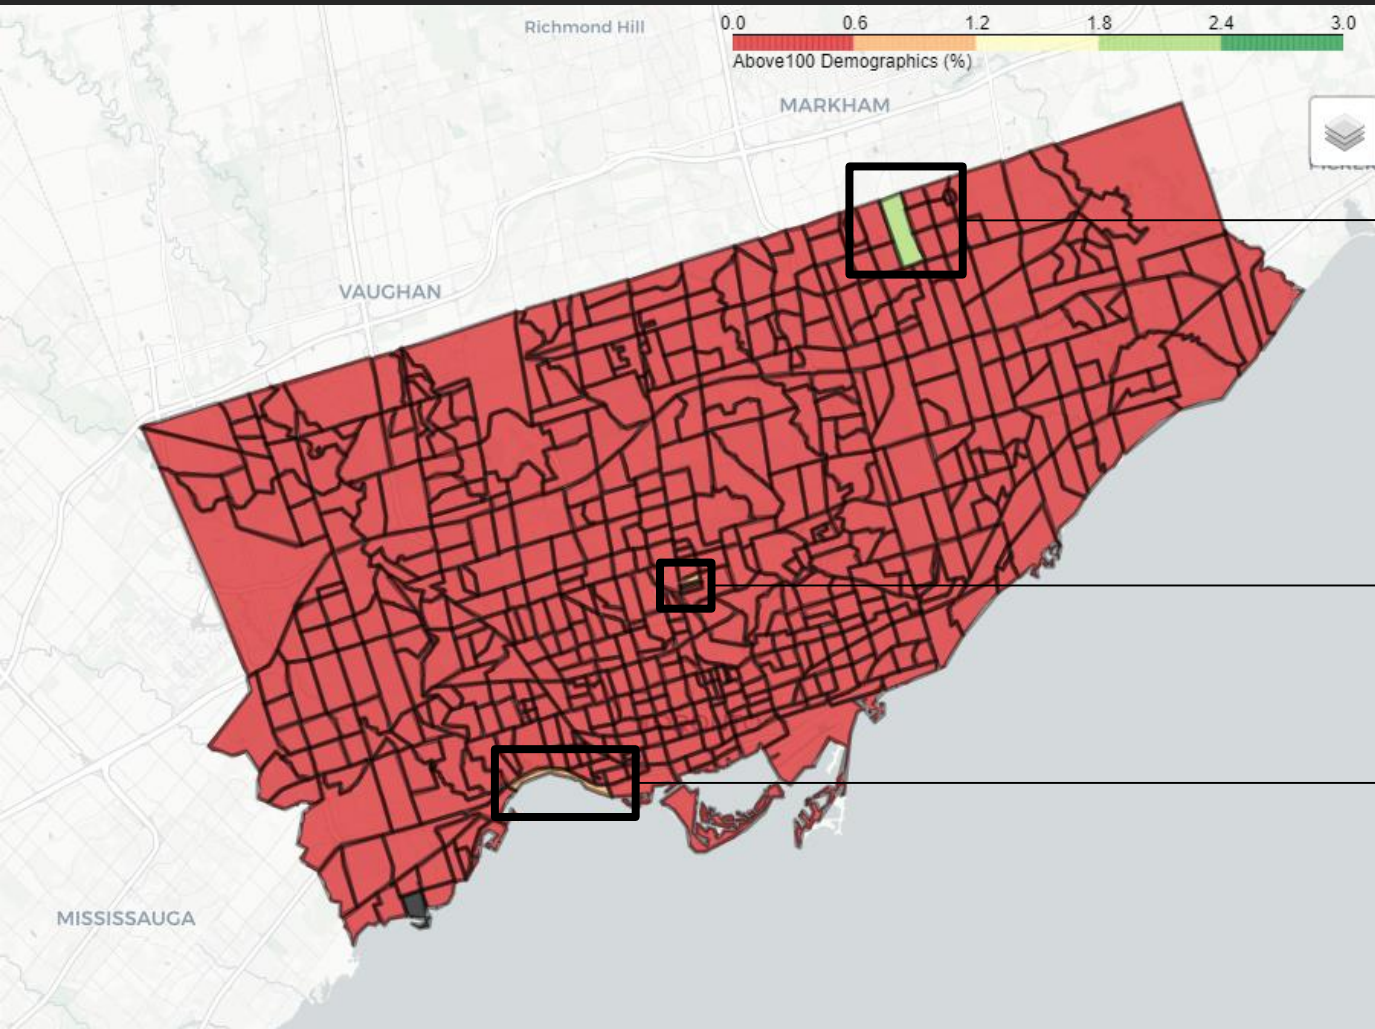 Richmond Hill
0.0 0.6 1.2 1.8 2.4 3.0
Above100 Demographics (%)
MARKHAM
VAUGHAN
MISSISSAUGA